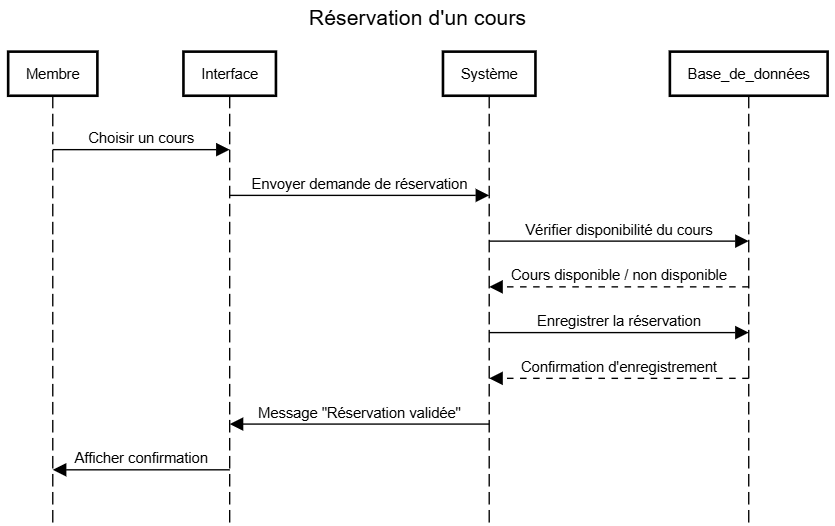 Réservation d'un cours
Membre
Interface
Système
Base_de_données
Choisir un cours
Envoyer demande de réservation
Vérifier disponibilité du cours
Cours disponible / non disponible
Enregistrer la réservation
Confirmation d'enregistrement
Message "Réservation validée"
Afficher confirmation